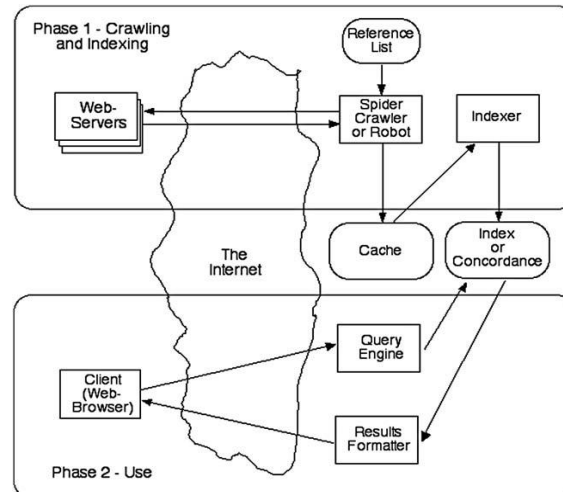 Phase 1 - Crawling
and Indexing
Reference
List
Web-
Servers
Spider
Crawler
or Robot
Indexer
The
Internet
Cache
Index
or
Concordance
Query
Engine
Client
(Web-
Browser)
Results
Formatter
Phase 2 - Use